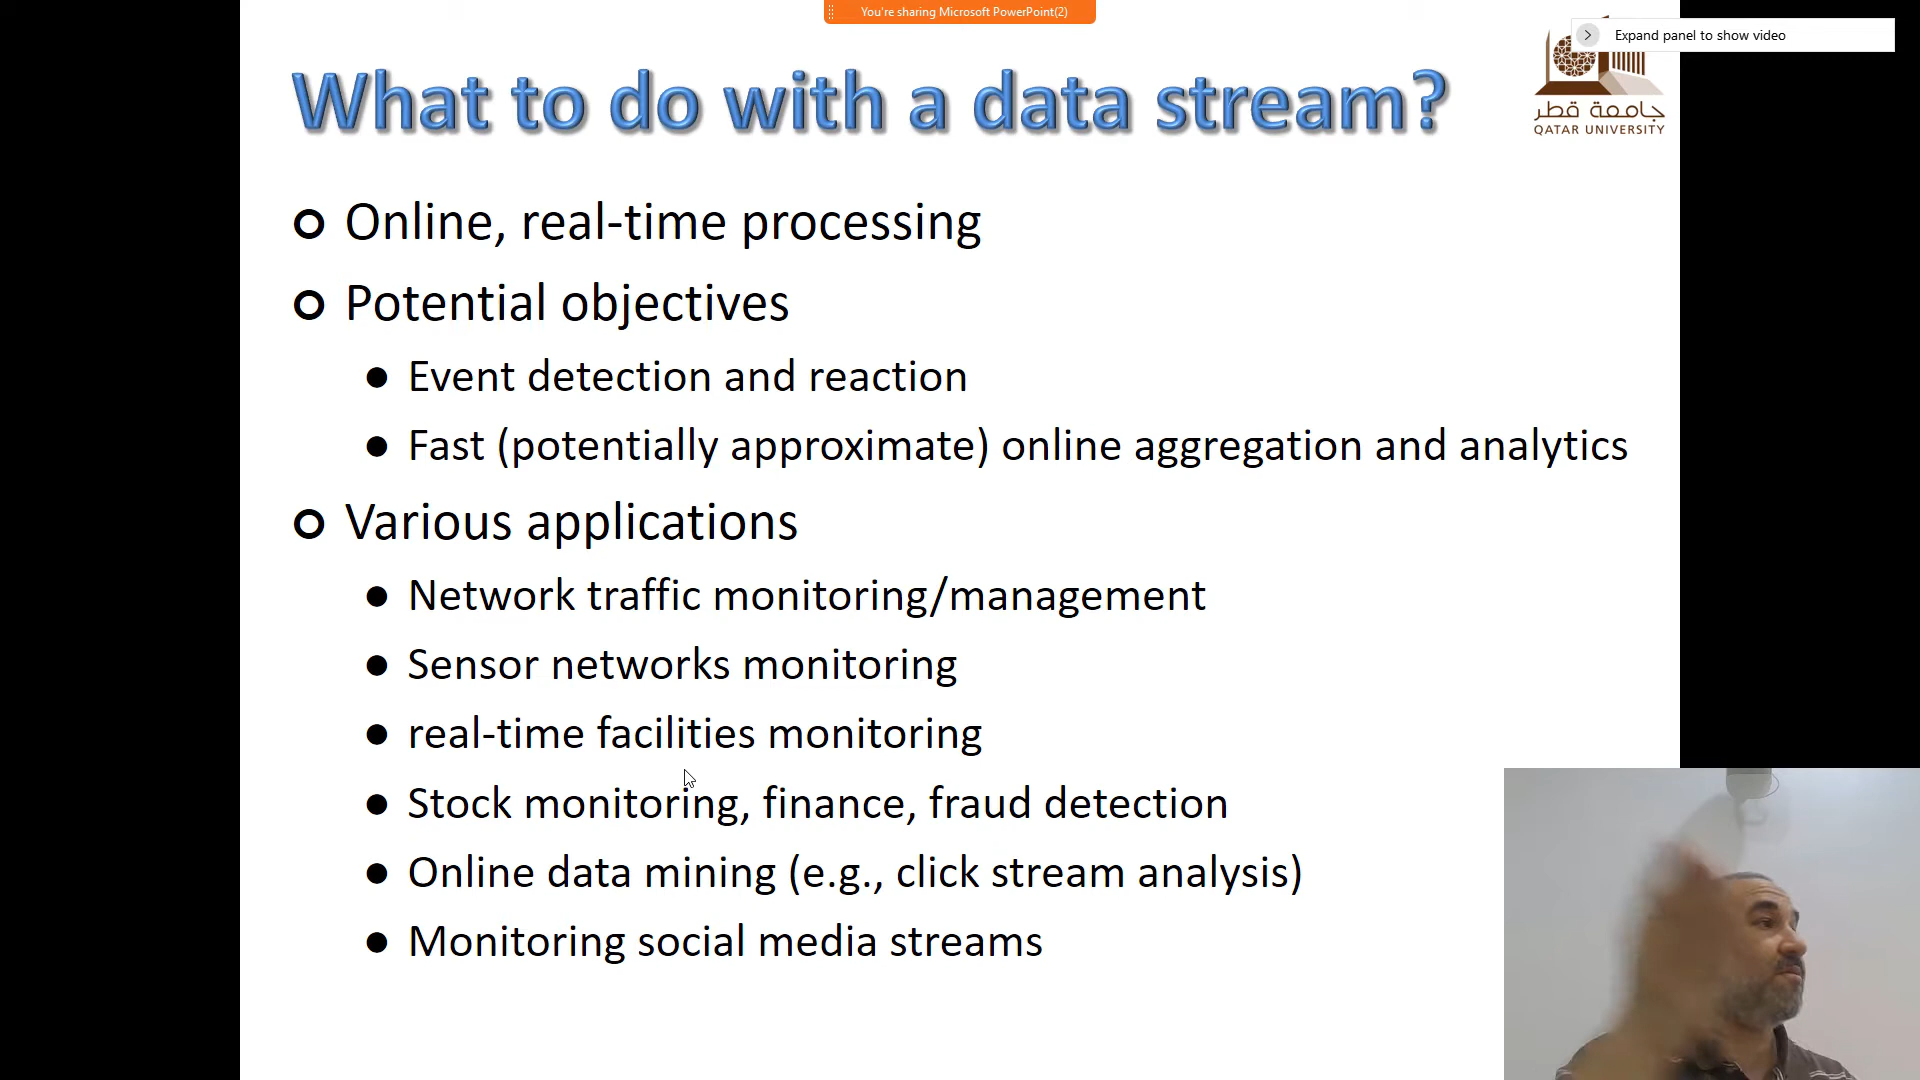 You're sharing Microsoft PowerPoint(2)
Expand panel to show video
What to do with a data stream?
جامعة قطر
QATAR UNIVERSITY
Online, real-time processing
Potential objectives
Event detection and reaction
Fast (potentially approximate) online aggregation and analytics
Various applications
Network traffic monitoring/management
Sensor networks monitoring
real-time facilities monitoring
Stock monitoring, finance, fraud detection
Online data mining (e.g., click stream analysis)
Monitoring social media streams